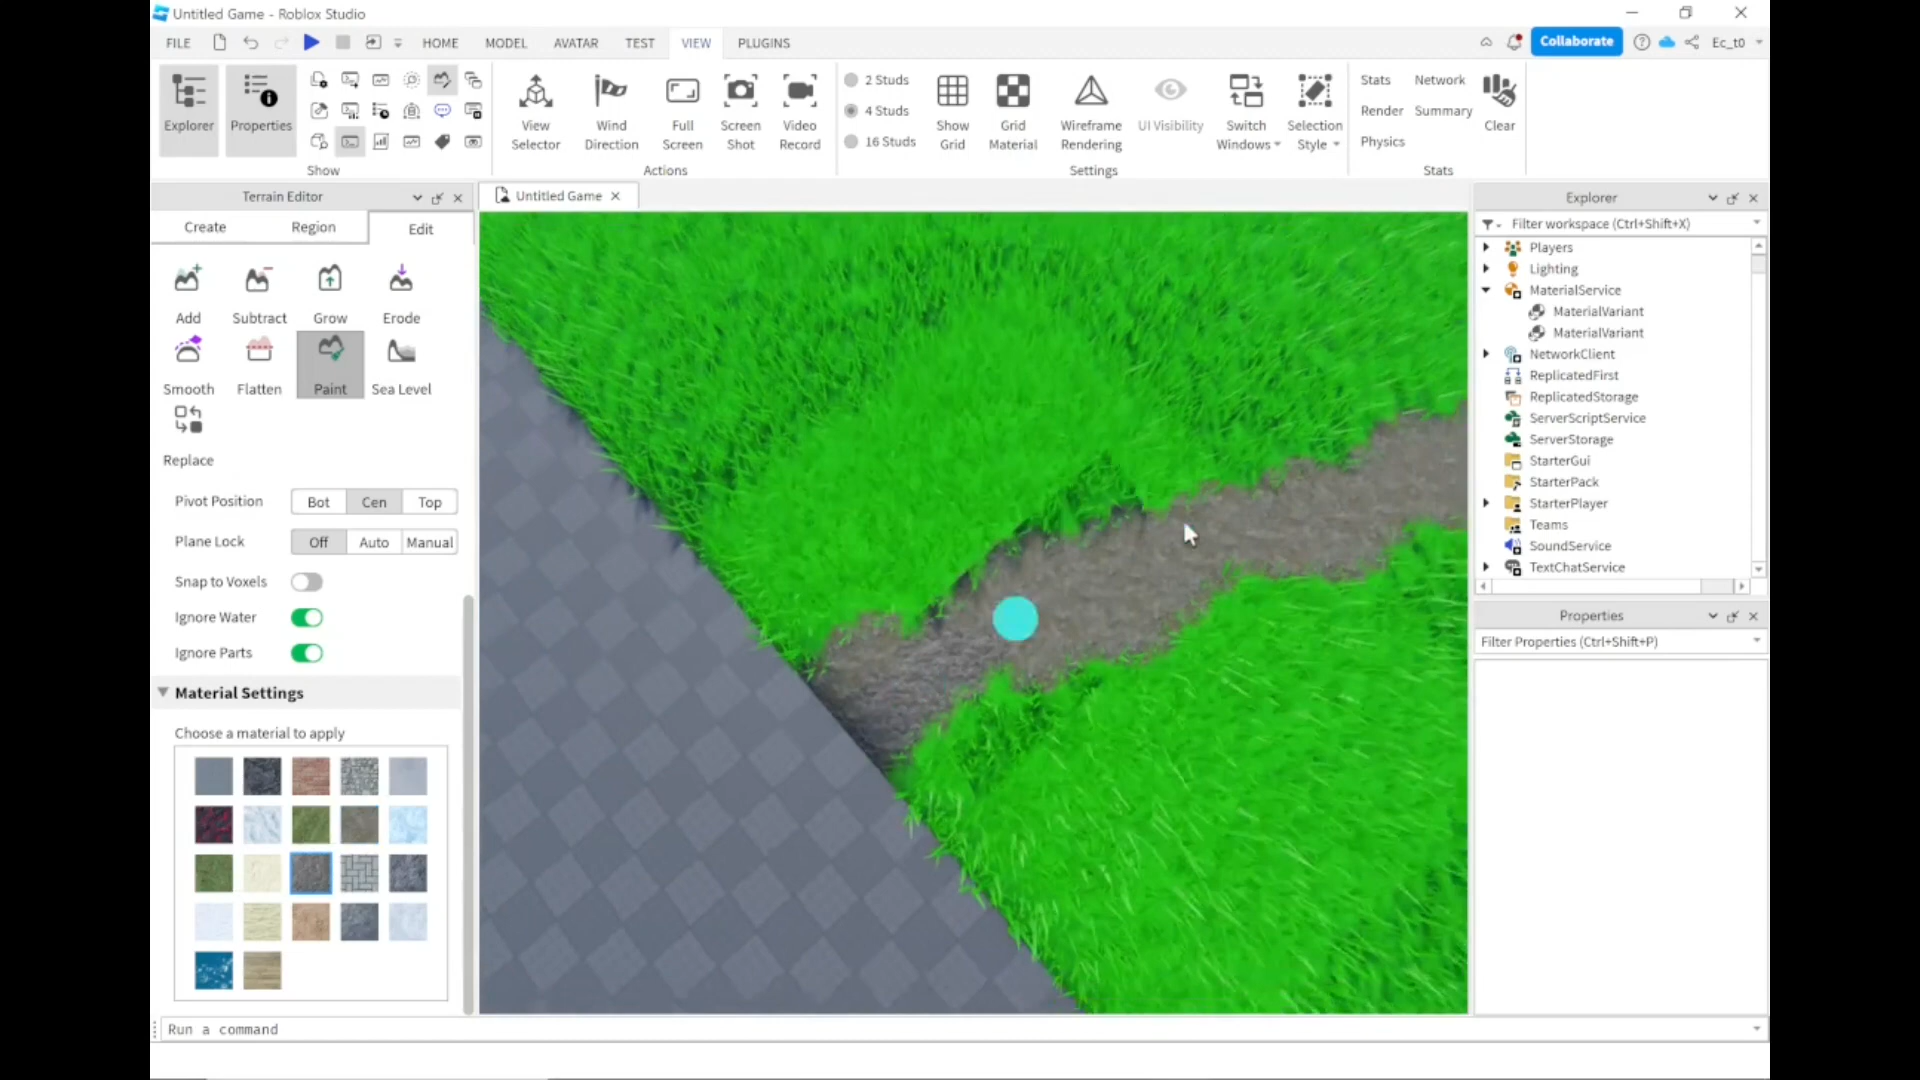 Untitled Game - Roblox Studio
FILE HOME MODEL AVATAR TEST VIEW PLUGINS Collaborate Ec_t0
Explorer Properties View Selector Wind Direction Full Screen Screen Shot Video Record 2 Studs 4 Studs 16 Studs Show Grid Grid Material Wireframe Rendering UI Visibility Switch Windows Selection Style Stats Network Render Summary Physics Clear
Show Actions Settings Stats
Terrain Editor
Create Region Edit
Add Subtract Grow Erode
Smooth Flatten Paint Sea Level
Replace
Pivot Position Bot Cen Top
Plane Lock Off Auto Manual
Snap to Voxels
Ignore Water
Ignore Parts
Material Settings
Choose a material to apply
Untitled Game
Explorer
Filter workspace (Ctrl+Shift+X)
Players
Lighting
MaterialService
MaterialVariant
MaterialVariant
NetworkClient
ReplicatedFirst
ReplicatedStorage
ServerScriptService
ServerStorage
StarterGui
StarterPack
StarterPlayer
Teams
SoundService
TextChatService
Properties
Filter Properties (Ctrl+Shift+P)
Run a command